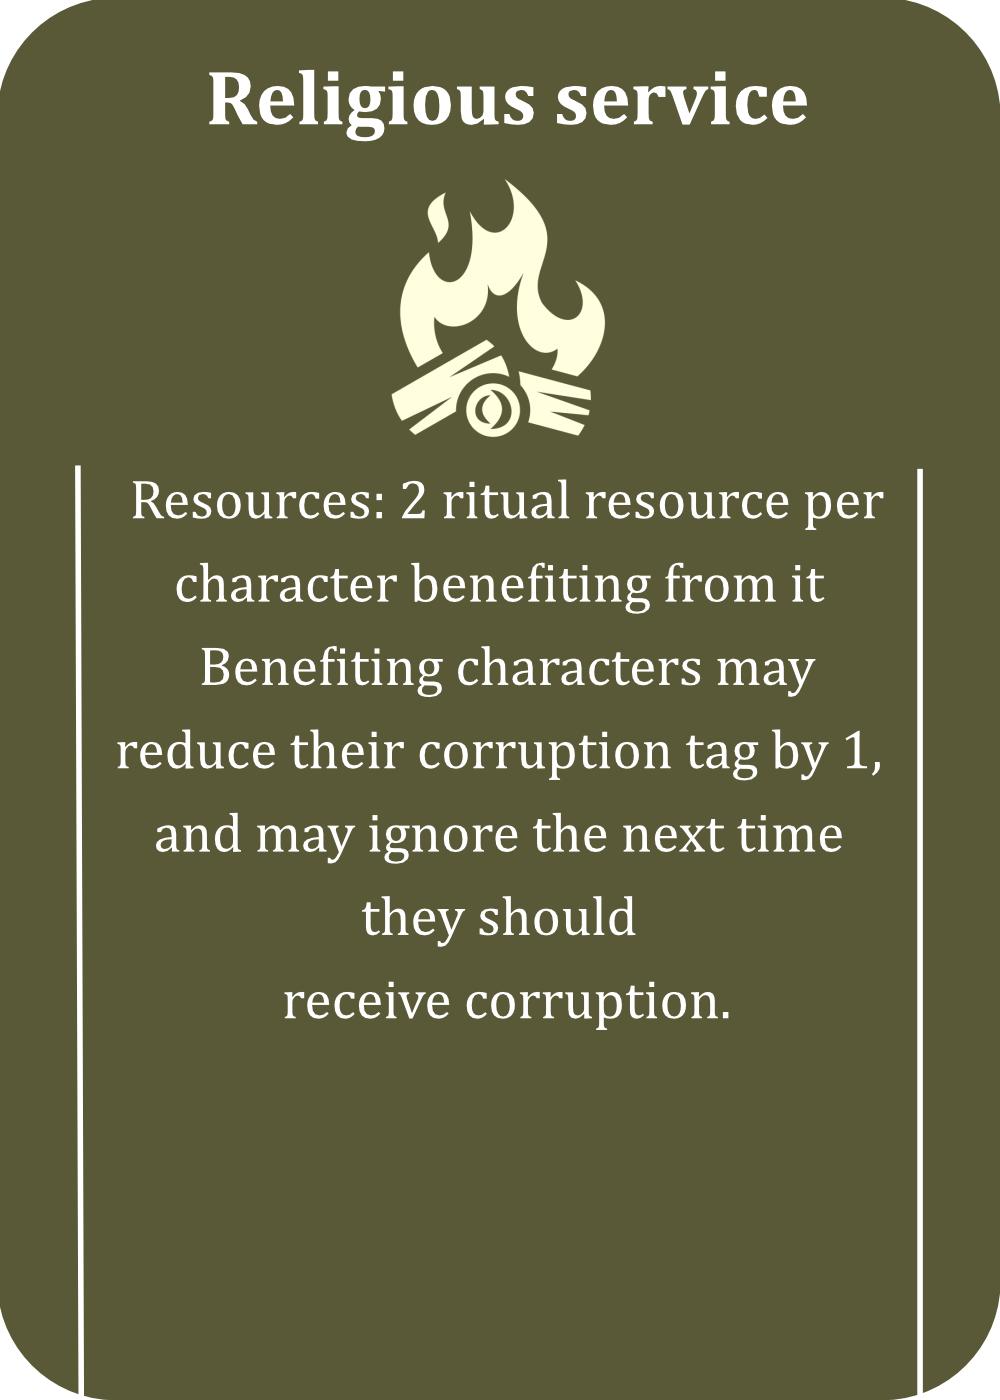 Religious service
Resources: 2 ritual resource per
character benefiting from it
Benefiting characters may
reduce their corruption tag by 1,
and may ignore the next time
they should
receive corruption.